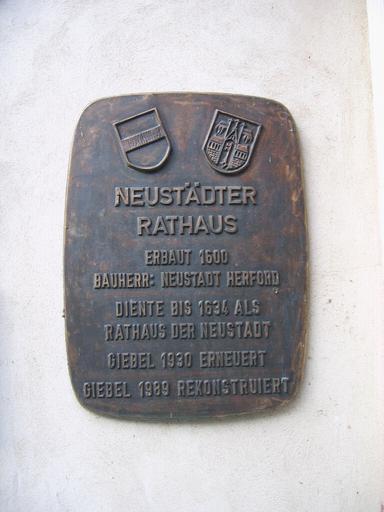 NEUSTÄDTER
RATHAUS
ERBAUT 1600
BAUHERR: NEUSTADT HERFORD
DIENTE BIS 1634 ALS
RATHAUS DER NEUSTADT
GIEBEL 1930 ERNEUERT
GIEBEL 1989 REKONSTRUIERT